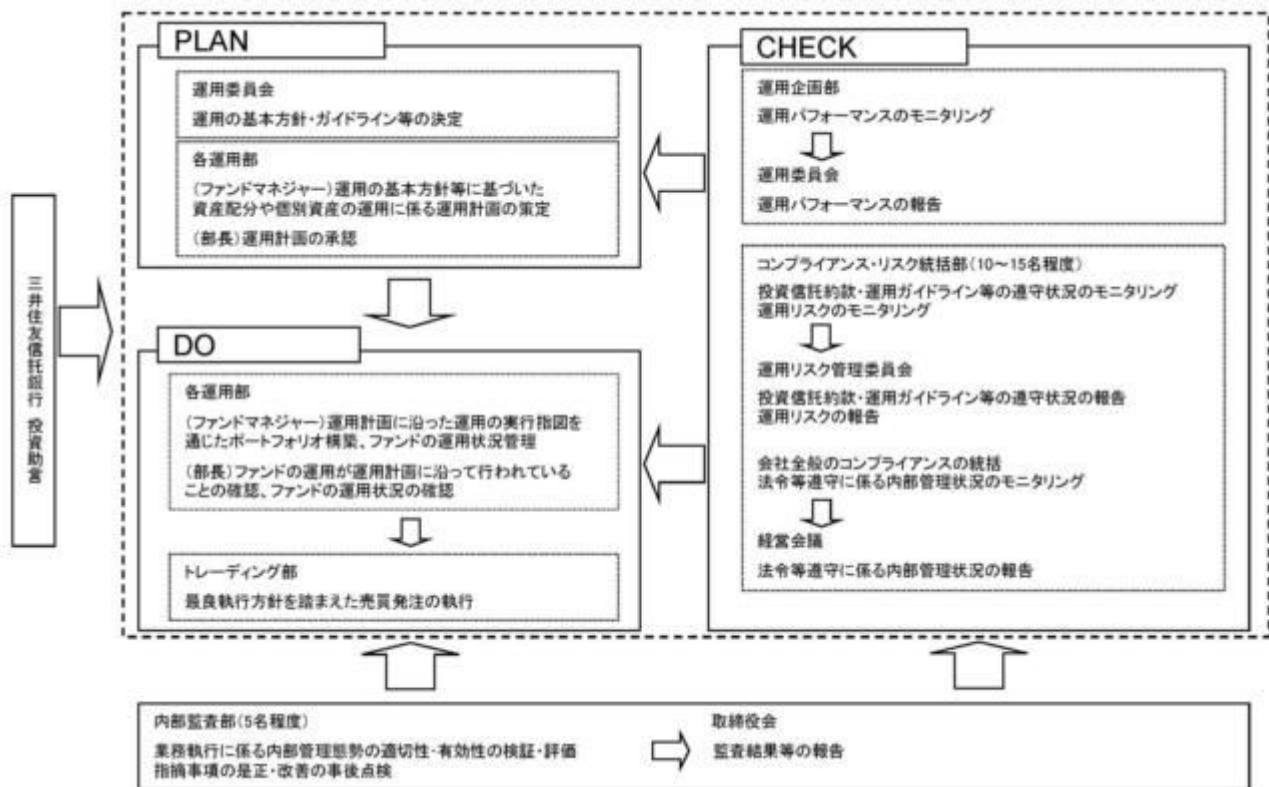 三井住友信託銀行 投資助言
PLAN
運用委員会
運用の基本方針・ガイドライン等の決定
各運用部
(ファンドマネジャー)運用の基本方針等に基づいた
資産配分や個別資産の運用に係る運用計画の策定
(部長)運用計画の承認
DO
各運用部
(ファンドマネジャー)運用計画に沿った運用の実行指図を
通じたポートフォリオ構築、ファンドの運用状況管理
(部長)ファンドの運用が運用計画に沿って行われている
ことの確認、ファンドの運用状況の確認
トレーディング部
最良執行方針を踏まえた売買発注の執行
CHECK
運用企画部
運用パフォーマンスのモニタリング
運用委員会
運用パフォーマンスの報告
コンプライアンス・リスク統括部(10~15名程度)
投資信託約款・運用ガイドライン等の遵守状況のモニタリング
運用リスクのモニタリング
運用リスク管理委員会
投資信託約款・運用ガイドライン等の遵守状況の報告
運用リスクの報告
会社全般のコンプライアンスの統括
法令等遵守に係る内部管理状況のモニタリング
経営会議
法令等遵守に係る内部管理状況の報告
内部監査部(5名程度)
業務執行に係る内部管理態勢の適切性・有効性の検証・評価
指摘事項の是正・改善の事後点検
取締役会
監査結果等の報告